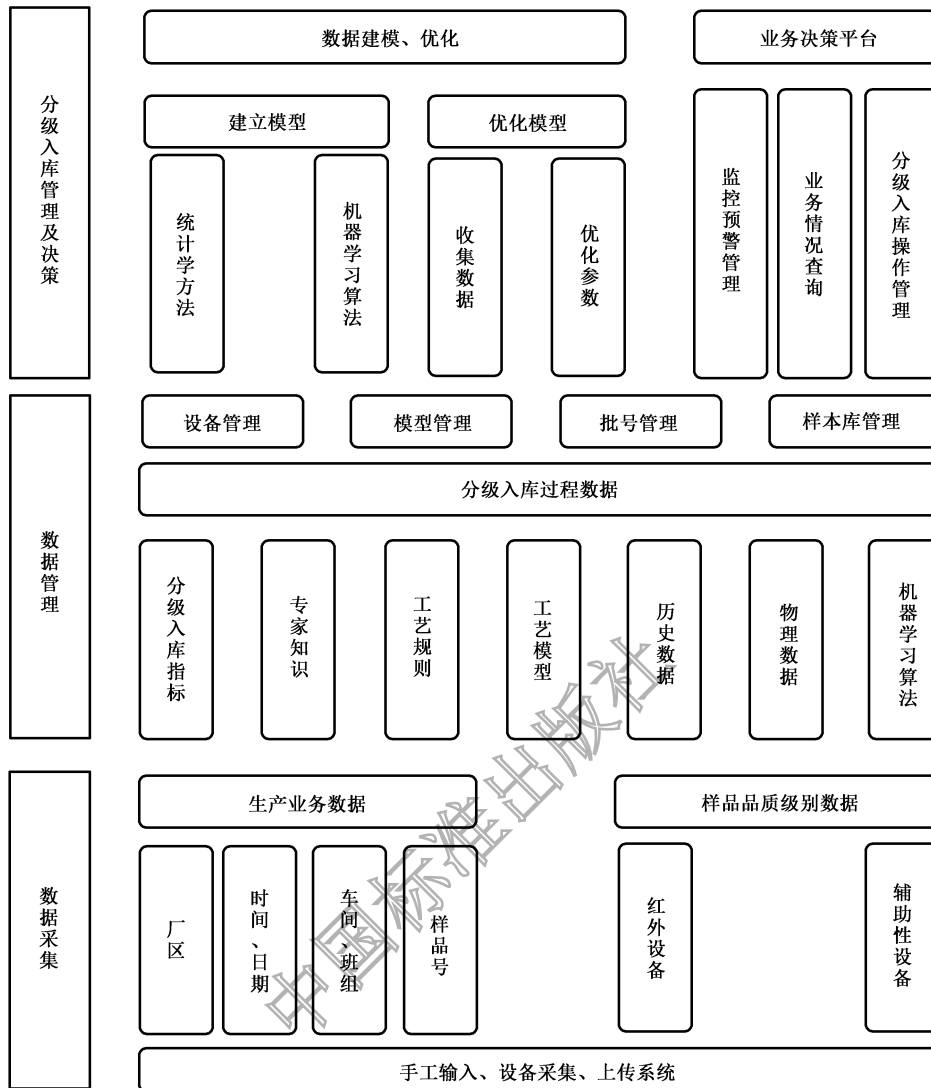 分级入库管理及决策
数据建模、优化
业务决策平台
建立模型
优化模型
统计学方法
机器学习算法
收集数据
优化参数
监控预警管理
业务情况查询
分级入库操作管理
数据管理
设备管理
模型管理
批号管理
样本库管理
分级入库过程数据
分级入库指标
专家知识
工艺规则
工艺模型
历史数据
物理数据
机器学习算法
数据采集
生产业务数据
样品品质级别数据
厂区
时间、日期
车间、班组
样品号
红外设备
辅助性设备
手工输入、设备采集、上传系统
中国标准出版社